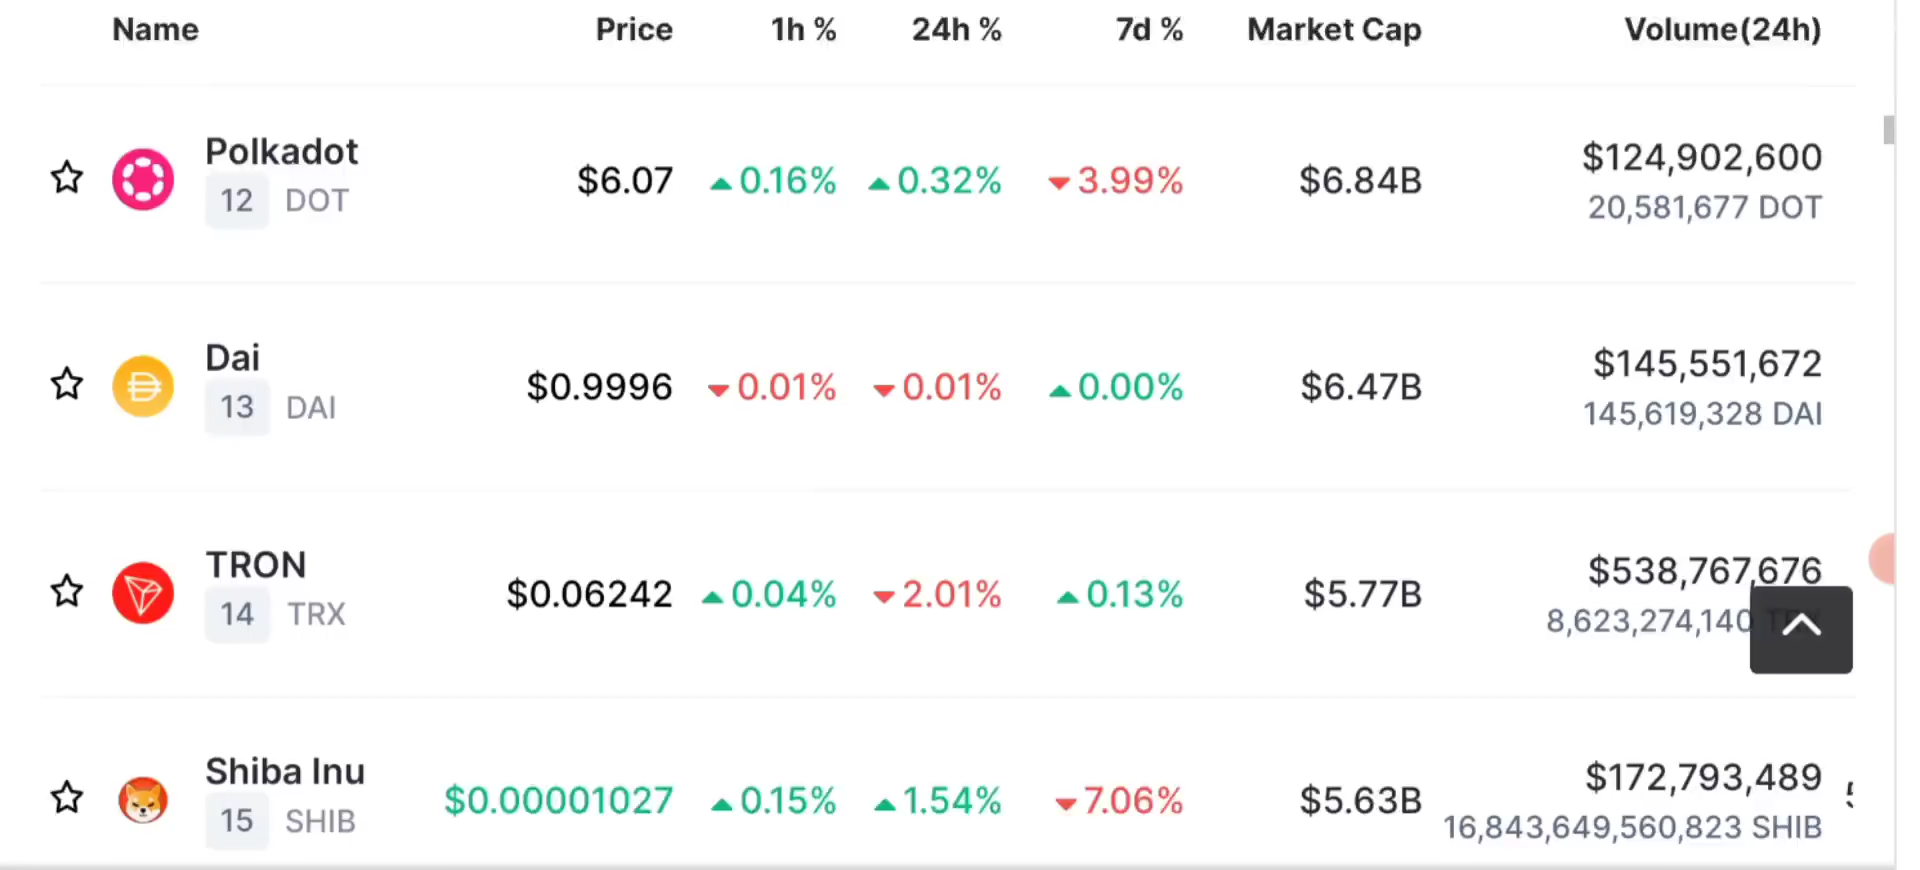 Name Price 1h % 24h % 7d % Market Cap Volume(24h)
Polkadot
12 DOT
$6.07 0.16% 0.32% 3.99% $6.84B
$124,902,600
20,581,677 DOT
Dai
13 DAI
$0.9996 0.01% 0.01% 0.00% $6.47B
$145,551,672
145,619,328 DAI
TRON
14 TRX
$0.06242 0.04% 2.01% 0.13% $5.77B
$538,767,676
8,623,274,140
Shiba Inu
15 SHIB
$0.00001027 0.15% 1.54% 7.06% $5.63B
$172,793,489
16,843,649,560,823 SHIB